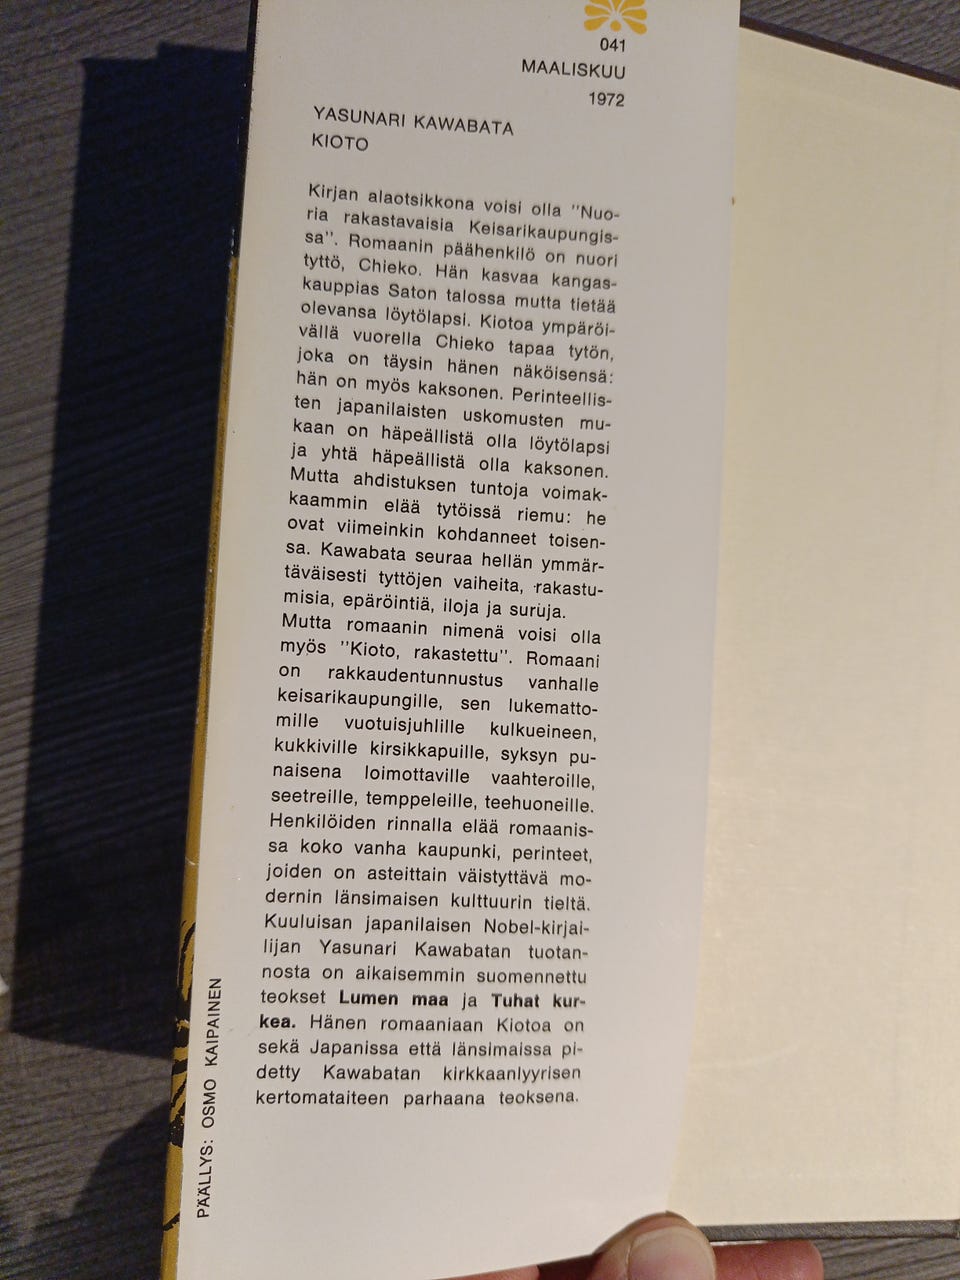 041
MAALISKUU
1972
YASUNARI KAWABATA
KIOTO
Kirjan alaotsikkona voisi olla "Nuo-
ria rakastavaisia Keisarikaupungis-
sa". Romaanin päähenkilö on nuori
tyttö, Chieko. Hän kasvaa kangas-
kauppias Saton talossa mutta tietää
olevansa löytölapsi. Kiotoa ympäröi-
vällä vuorella Chieko tapaa tytön,
joka on täysin hänen näköisensä:
hän on myös kaksonen. Perinteellis-
ten japanilaisten uskomusten mu-
kaan on häpeällistä olla löytölapsi
ja yhtä häpeällistä olla kaksonen.
Mutta ahdistuksen tuntoja voimak-
kaammin elää tytöissä riemu: he
ovat viimeinkin kohdanneet toisen-
sa. Kawabata seuraa hellän ymmär-
täväisesti tyttöjen vaiheita, rakastu-
misia, epäröintiä, iloja ja suruja.
Mutta romaanin nimenä voisi olla
myös "Kioto, rakastettu". Romaani
on rakkaudentunnustus vanhalle
keisarikaupungille, sen lukematto-
mille vuotuisjuhlille kulkueineen,
kukkiville kirsikkapuille, syksyn pu-
naisena loimottaville vaahteroille,
seetreille, temppeleille, teehuoneille.
Henkilöiden rinnalla elää romaanis-
sa koko vanha kaupunki, perinteet,
joiden on asteittain väistyttävä mo-
dernin länsimaisen kulttuurin tieltä.
Kuuluisan japanilaisen Nobel-kirjai-
lijan Yasunari Kawabatan tuotan-
nosta on aikaisemmin suomennettu
teokset Lumen maa ja Tuhat kur-
kea. Hänen romaaniaan Kiotoa on
sekä Japanissa että länsimaissa pi-
detty Kawabatan kirkkaanlyyrisen
kertomataiteen parhaana teoksena.
PÄÄLLYS: OSMO KAIPAINEN